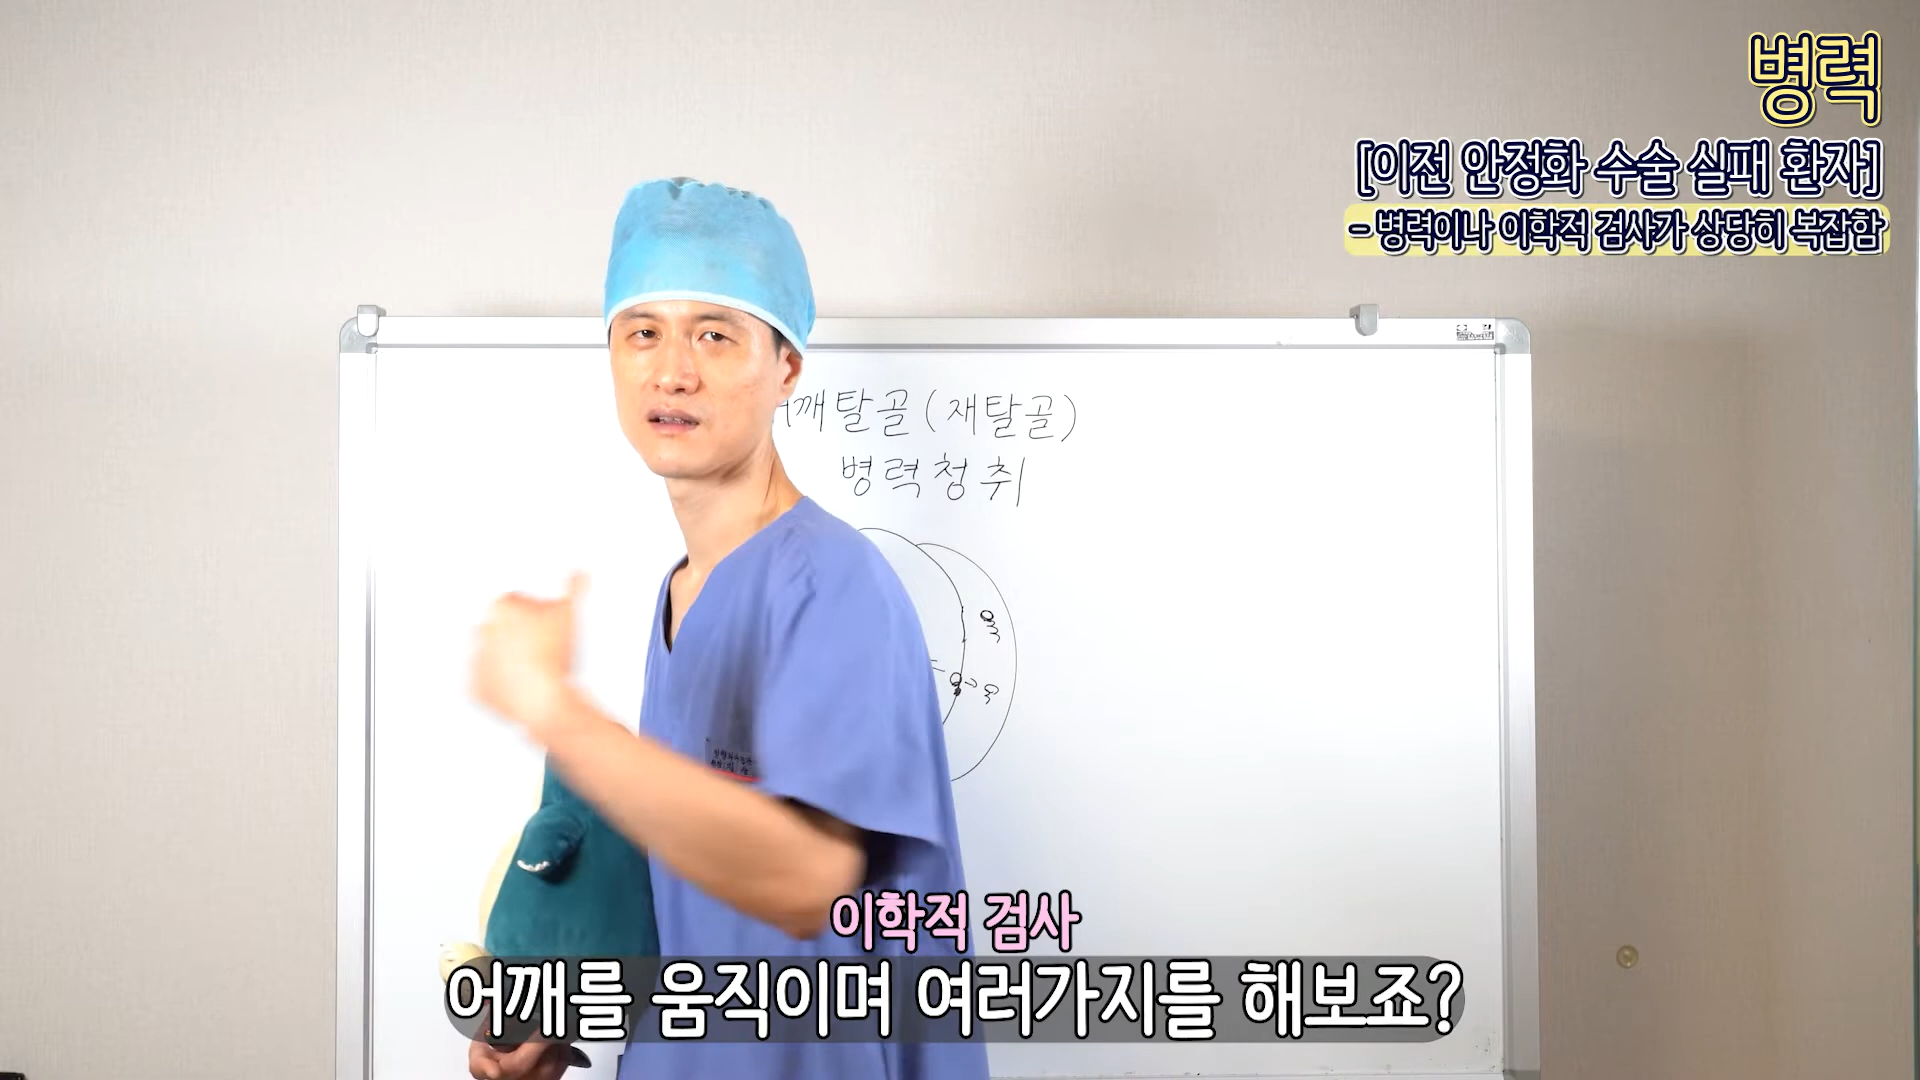 병력
[이전 안정화 수술 실패 환자]
- 병력이나 이학적 검사가 상당히 복잡함
깨탈골(재탈골)
병력청취
이학적 검사
어깨를 움직이며 여러가지를 해보죠?